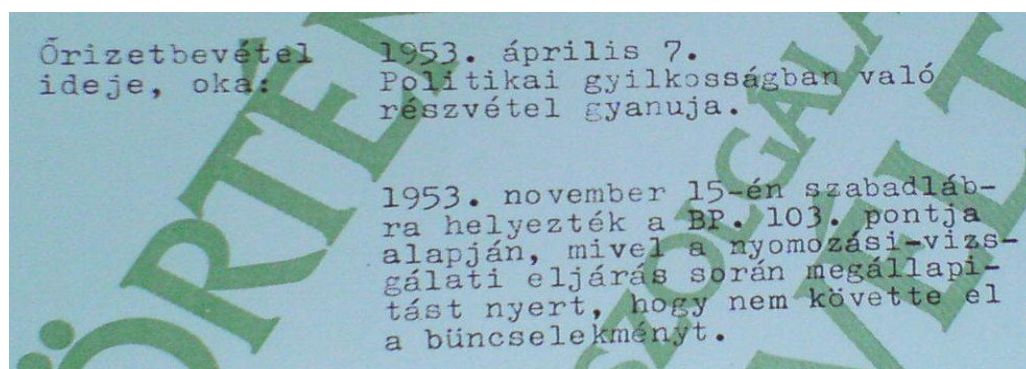 Őrizetbevétel 1953. április 7.
ideje, oka: Politikai gyilkosságban való
részvétel gyanuja.
1953. november 15-én szabadláb-
ra helyezték a BP. 103. pontja
alapján, mivel a nyomozási-vizs-
gálati eljárás során megállapi-
tást nyert, hogy nem követte el
a büncselekményt.